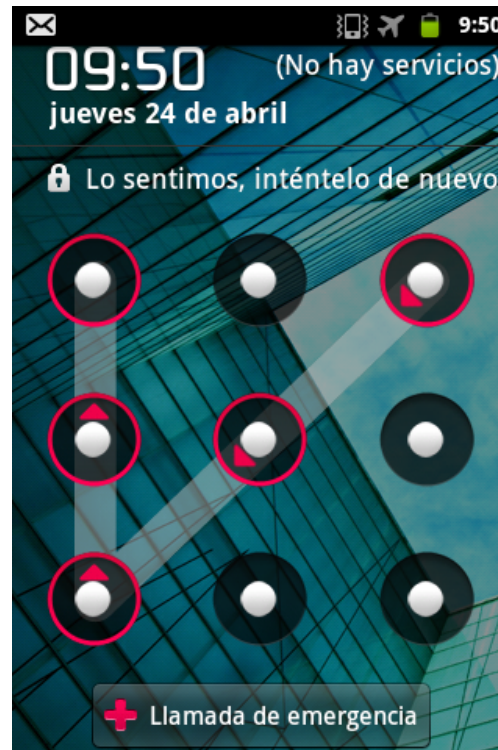 9:50
09:50
(No hay servicios)
jueves 24 de abril
Lo sentimos, inténtelo de nuevo
Llamada de emergencia